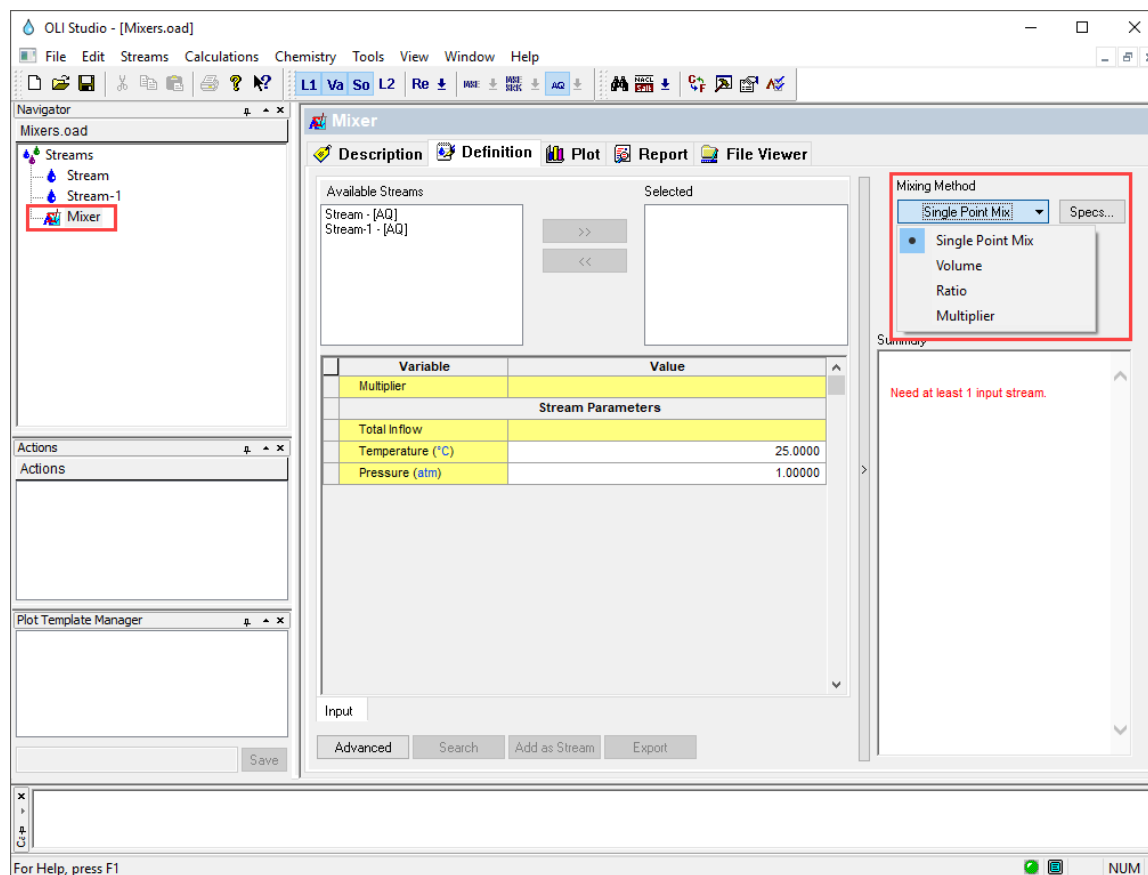 OLI Studio - [Mixers.oad]
File Edit Streams Calculations Chemistry Tools View Window Help
L1 Va So L2 Re AQ
Navigator
Mixers.oad
Streams
Stream
Stream-1
Mixer
Actions
Actions
Plot Template Manager
Save
Mixer
Description Definition Plot Report File Viewer
Available Streams Selected
Stream - [AQ]
Stream-1 - [AQ]
>>
<<
Variable Value
Multiplier
Stream Parameters
Total Inflow
Temperature (°C) 25.0000
Pressure (atm) 1.00000
Input
Advanced Search Add as Stream Export
Mixing Method
Single Point Mix Specs...
Single Point Mix
Volume
Ratio
Multiplier
Summary
Need at least 1 input stream.
For Help, press F1 NUM